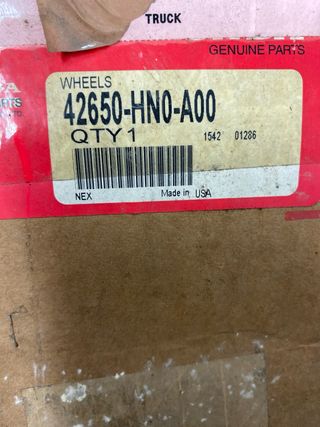 TRUCK
GENUINE PARTS
WHEELS
42650-HN0-A00
QTY 1 1542 01286
NEX Made in USA